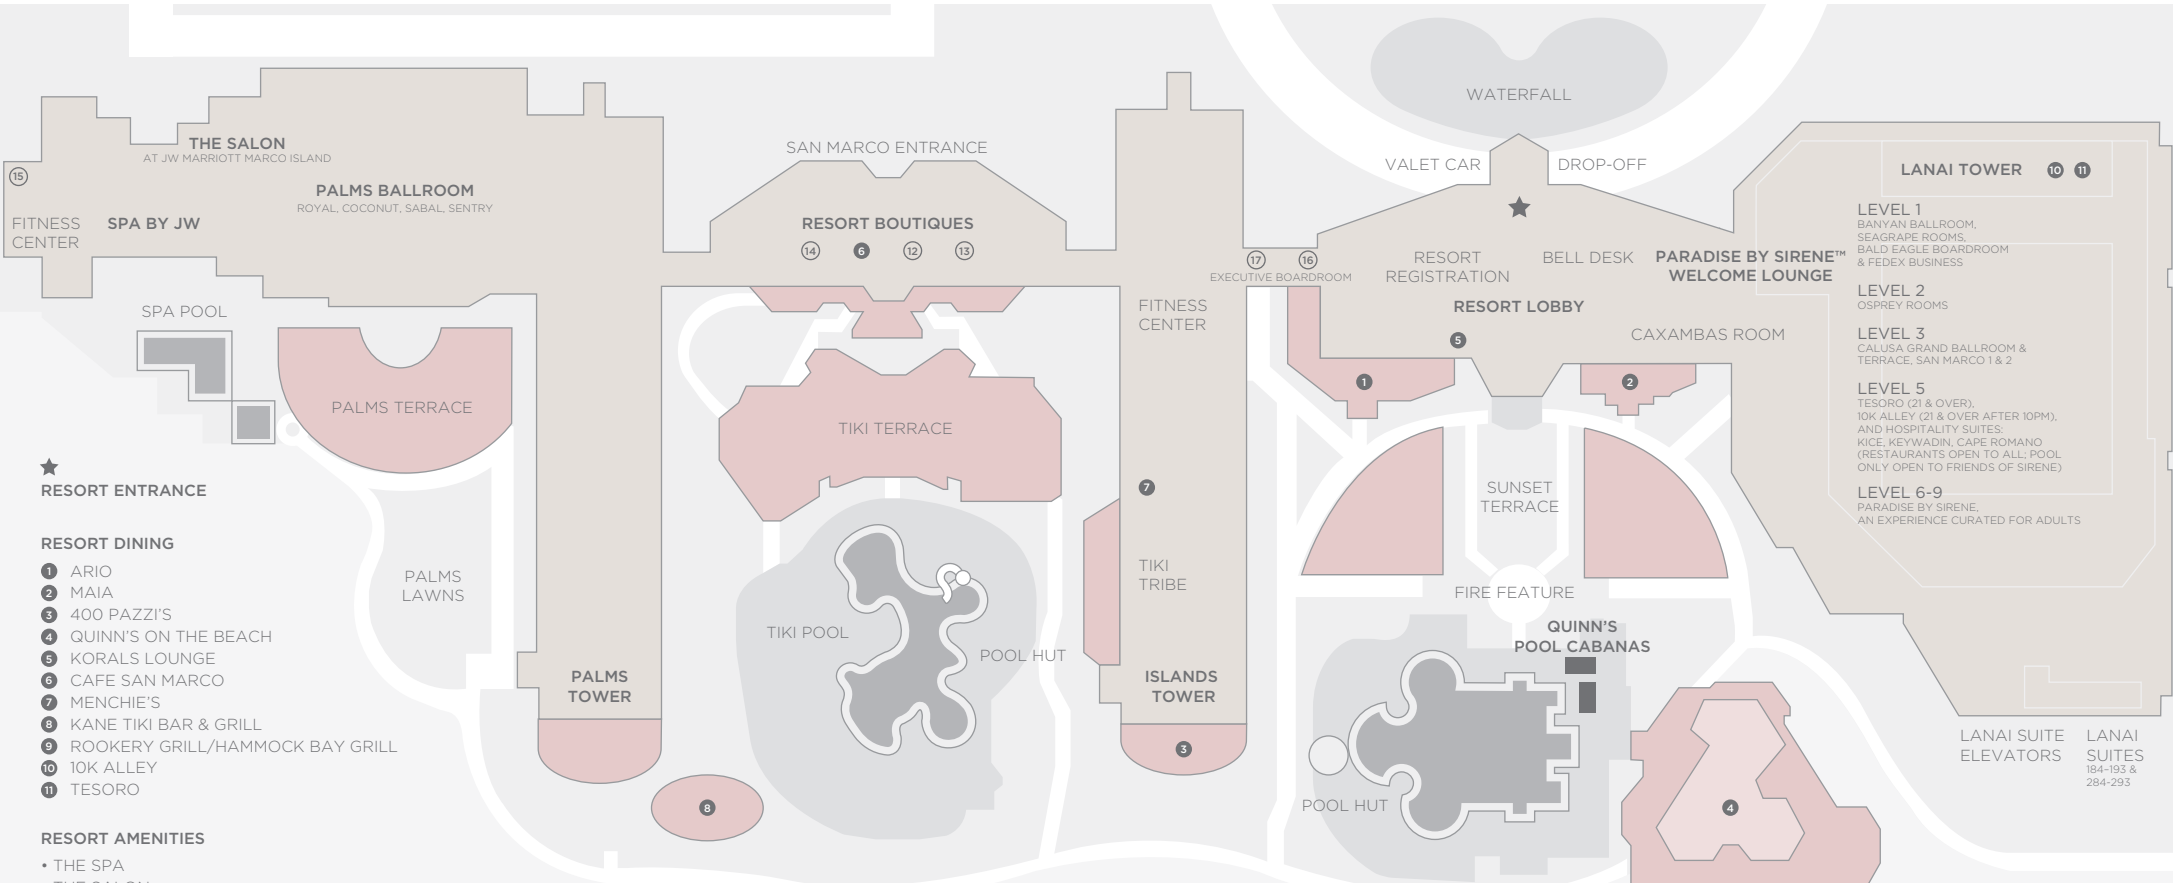 WATERFALL
VALET CAR
DROP-OFF
SAN MARCO ENTRANCE
THE SALON
AT JW MARRIOTT MARCO ISLAND
15
PALMS BALLROOM
ROYAL, COCONUT, SABAL, SENTRY
FITNESS
CENTER
SPA BY JW
RESORT BOUTIQUES
14
6
12
13
17
16
EXECUTIVE BOARDROOM
RESORT
REGISTRATION
BELL DESK
PARADISE BY SIRENE™
WELCOME LOUNGE
RESORT LOBBY
5
CAXAMBAS ROOM
LANAI TOWER
10
11
LEVEL 1
BANYAN BALLROOM,
SEAGRAPE ROOMS,
BALD EAGLE BOARDROOM
& FEDEX BUSINESS
LEVEL 2
OSPREY ROOMS
LEVEL 3
CALUSA GRAND BALLROOM &
TERRACE, SAN MARCO 1 & 2
LEVEL 5
TESORO (21 & OVER),
10K ALLEY (21 & OVER AFTER 10PM),
AND HOSPITALITY SUITES:
KICE, KEYWADIN, CAPE ROMANO
(RESTAURANTS OPEN TO ALL; POOL
ONLY OPEN TO FRIENDS OF SIRENE)
LEVEL 6-9
PARADISE BY SIRENE,
AN EXPERIENCE CURATED FOR ADULTS
SPA POOL
PALMS TERRACE
TIKI TERRACE
FITNESS
CENTER
1
2
7
SUNSET
TERRACE
TIKI
TRIBE
FIRE FEATURE
PALMS
LAWNS
TIKI POOL
POOL HUT
QUINN'S
POOL CABANAS
PALMS
TOWER
ISLANDS
TOWER
3
8
POOL HUT
4
LANAI SUITE
ELEVATORS
LANAI
SUITES
184-193 &
284-293
RESORT ENTRANCE
RESORT DINING
1 ARIO
2 MAIA
3 400 PAZZI'S
4 QUINN'S ON THE BEACH
5 KORALS LOUNGE
6 CAFE SAN MARCO
7 MENCHIE'S
8 KANE TIKI BAR & GRILL
9 ROOKERY GRILL/HAMMOCK BAY GRILL
10 10K ALLEY
11 TESORO
RESORT AMENITIES
• THE SPA